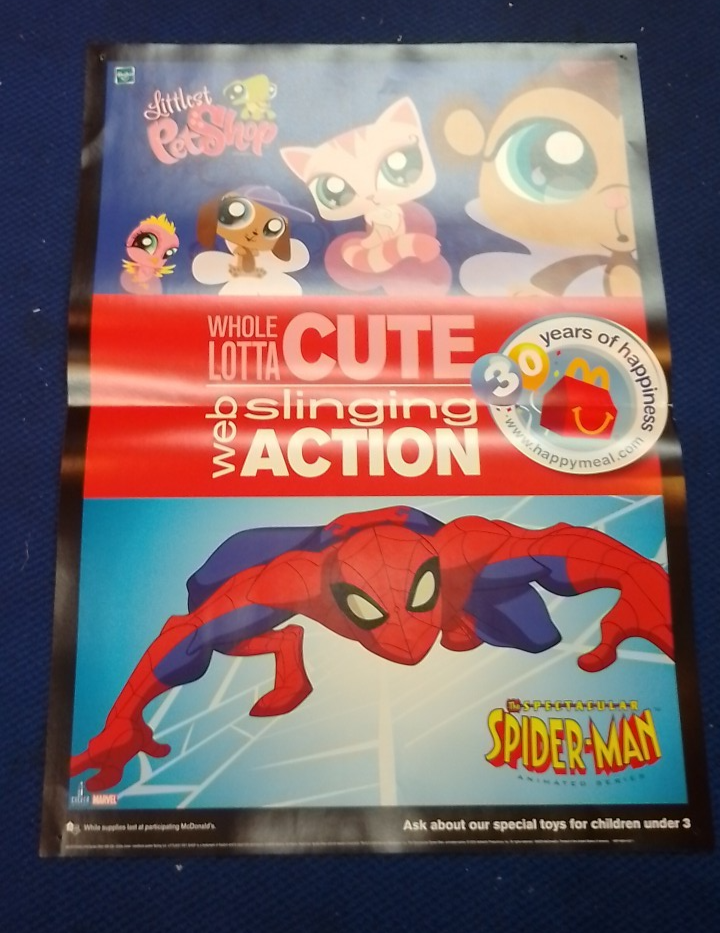 Hasbro
Littlest
PetShop
WHOLE
LOTTA CUTE
30 years of happiness
www.happymeal.com
web slinging
ACTION
The SPECTACULAR
SPIDER-MAN
ANIMATED SERIES
MARVEL
While supplies last at participating McDonald's.
Ask about our special toys for children under 3